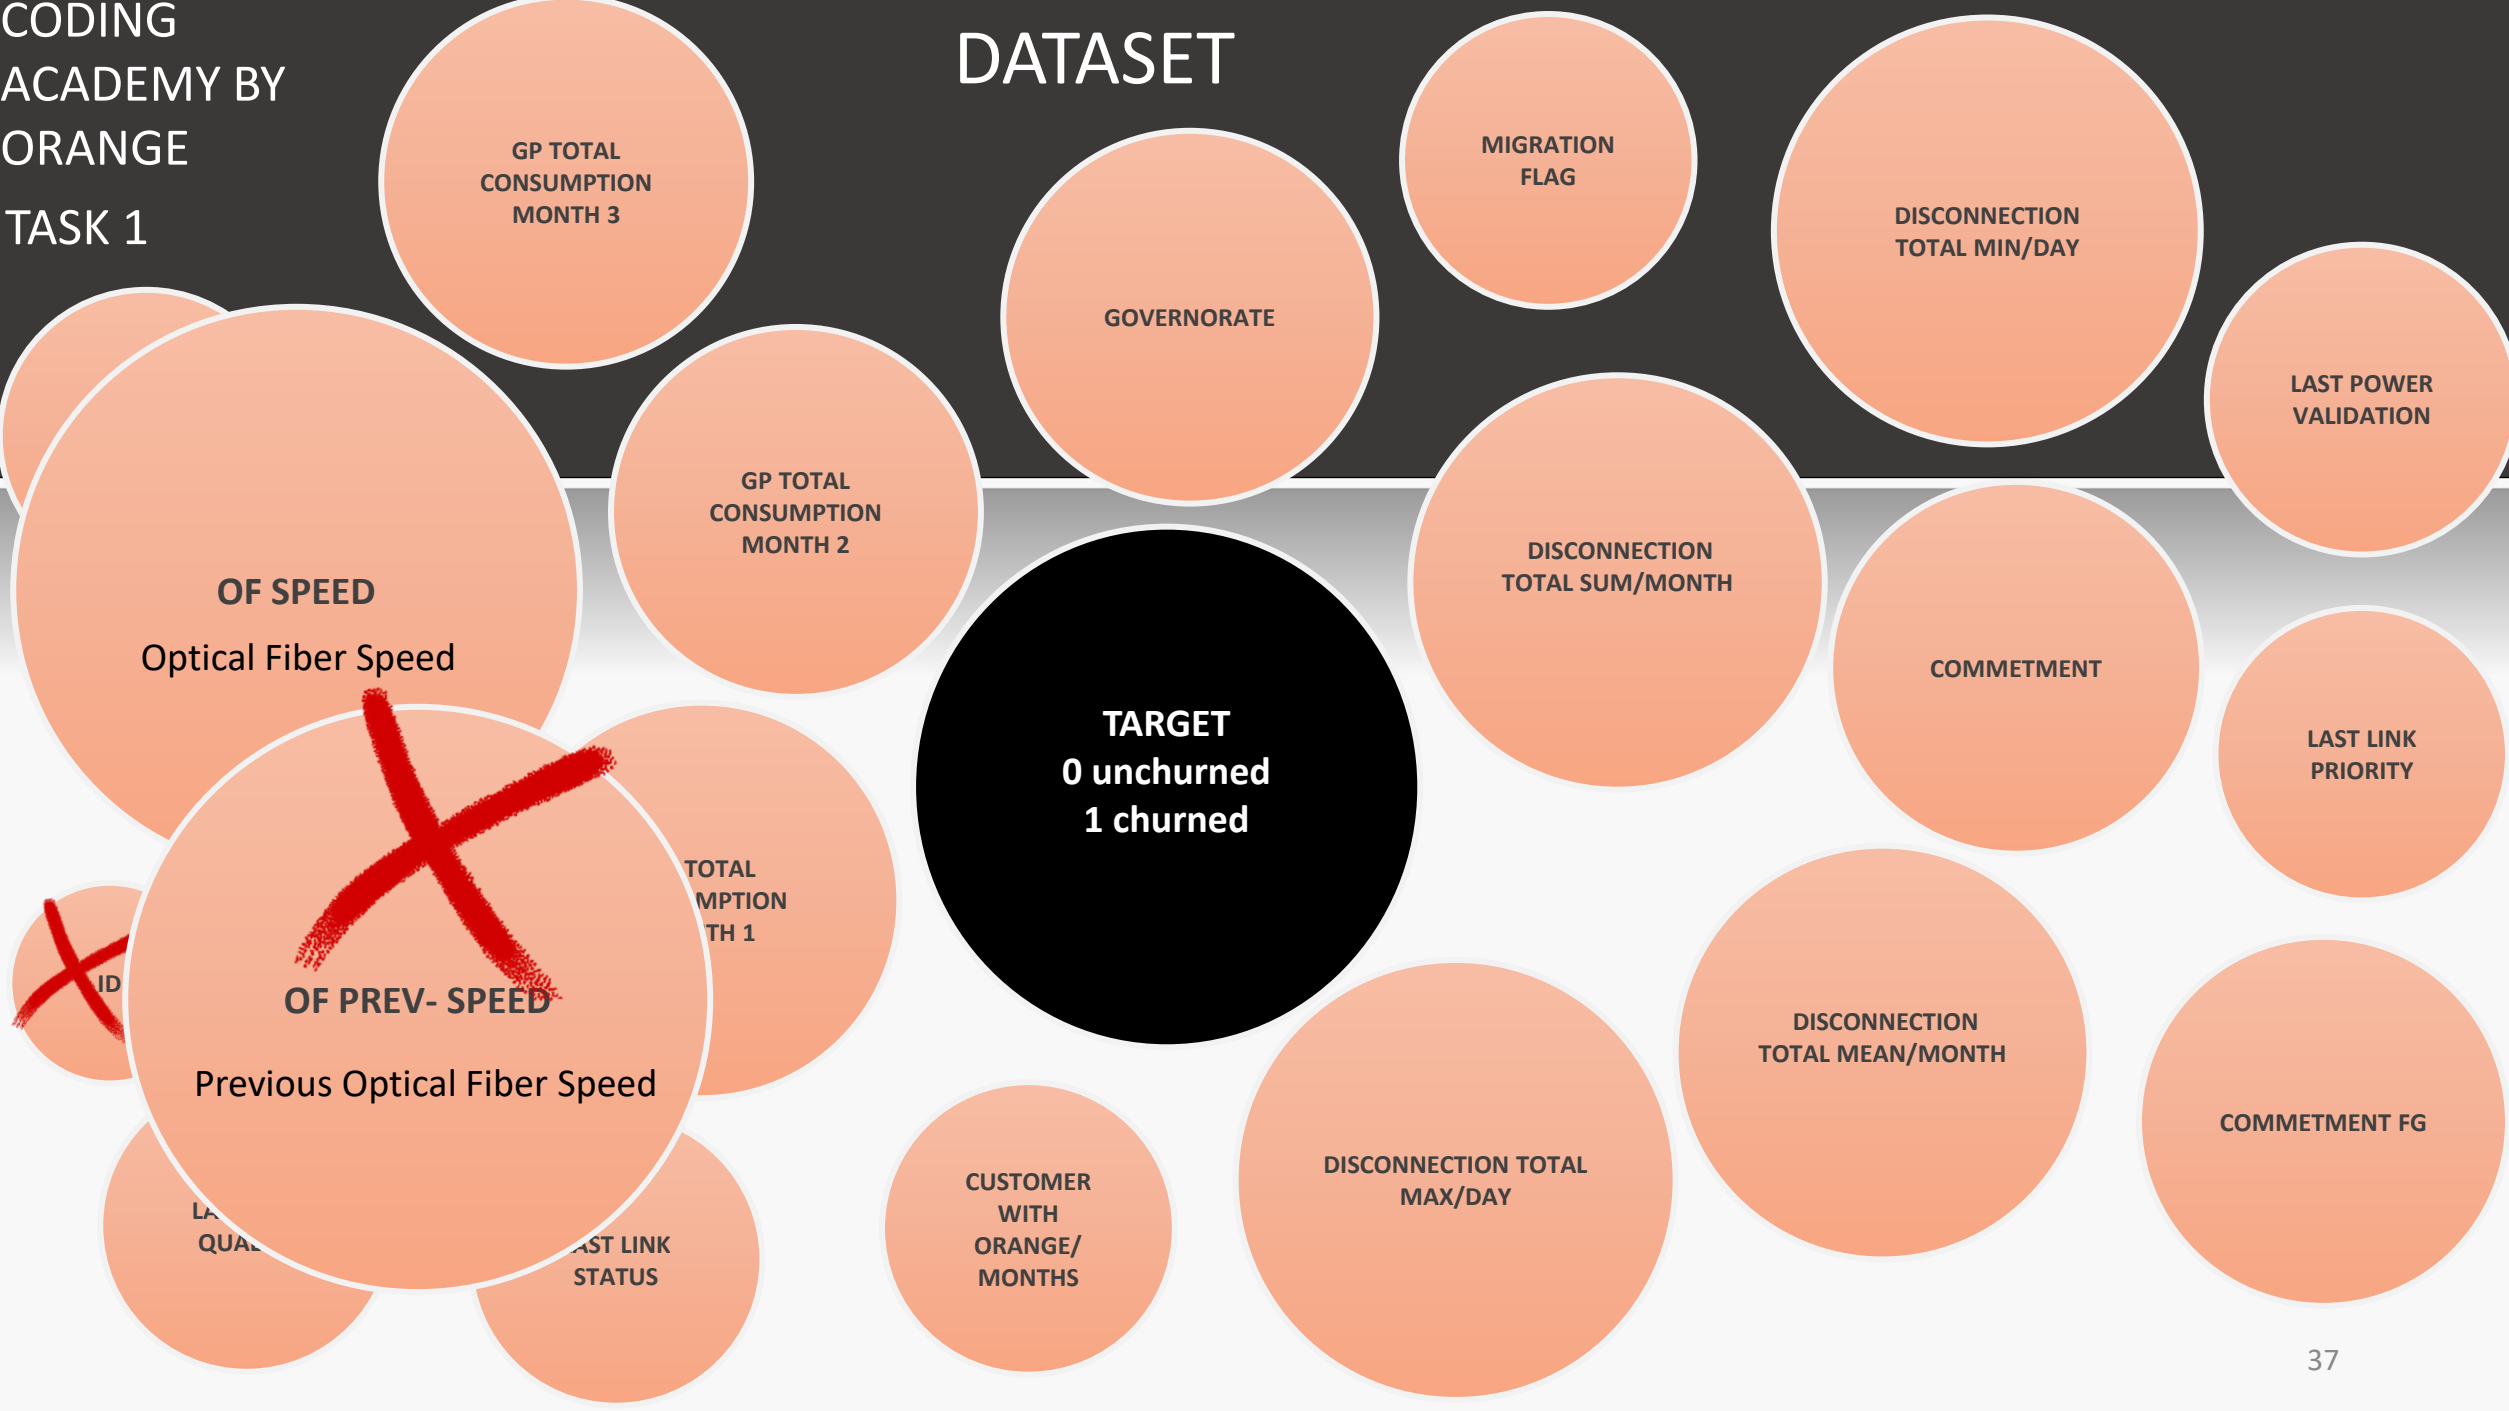 CODING
ACADEMY BY
ORANGE
TASK 1
DATASET
GP TOTAL
CONSUMPTION
MONTH 3
GOVERNORATE
MIGRATION
FLAG
DISCONNECTION
TOTAL MIN/DAY
LAST POWER
VALIDATION
GP TOTAL
CONSUMPTION
MONTH 2
OF SPEED
Optical Fiber Speed
DISCONNECTION
TOTAL SUM/MONTH
COMMETMENT
LAST LINK
PRIORITY
TARGET
0 unchurned
1 churned
TOTAL
MPTION
TH 1
ID
OF PREV- SPEED
Previous Optical Fiber Speed
DISCONNECTION
TOTAL MEAN/MONTH
COMMETMENT FG
DISCONNECTION TOTAL
MAX/DAY
CUSTOMER
WITH
ORANGE/
MONTHS
LA
QUAL
AST LINK
STATUS
37